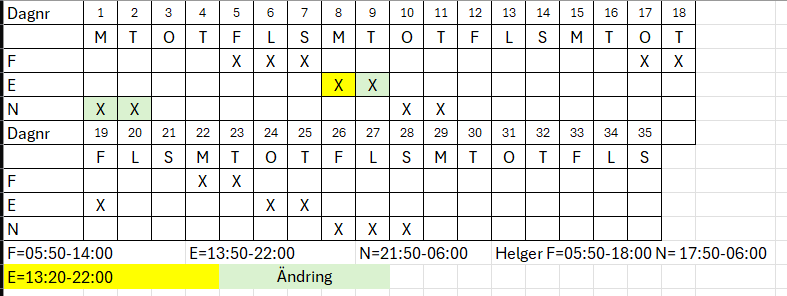 Dagnr 1 2 3 4 5 6 7 8 9 10 11 12 13 14 15 16 17 18
M T O T F L S M T O T F L S M T O T
F X X X X X
E X X
N X X X X
Dagnr 19 20 21 22 23 24 25 26 27 28 29 30 31 32 33 34 35
F L S M T O T F L S M T O T F L S
F X X
E X X X
N X X X
F=05:50-14:00 E=13:50-22:00 N=21:50-06:00 Helger F=05:50-18:00 N= 17:50-06:00
E=13:20-22:00 Ändring